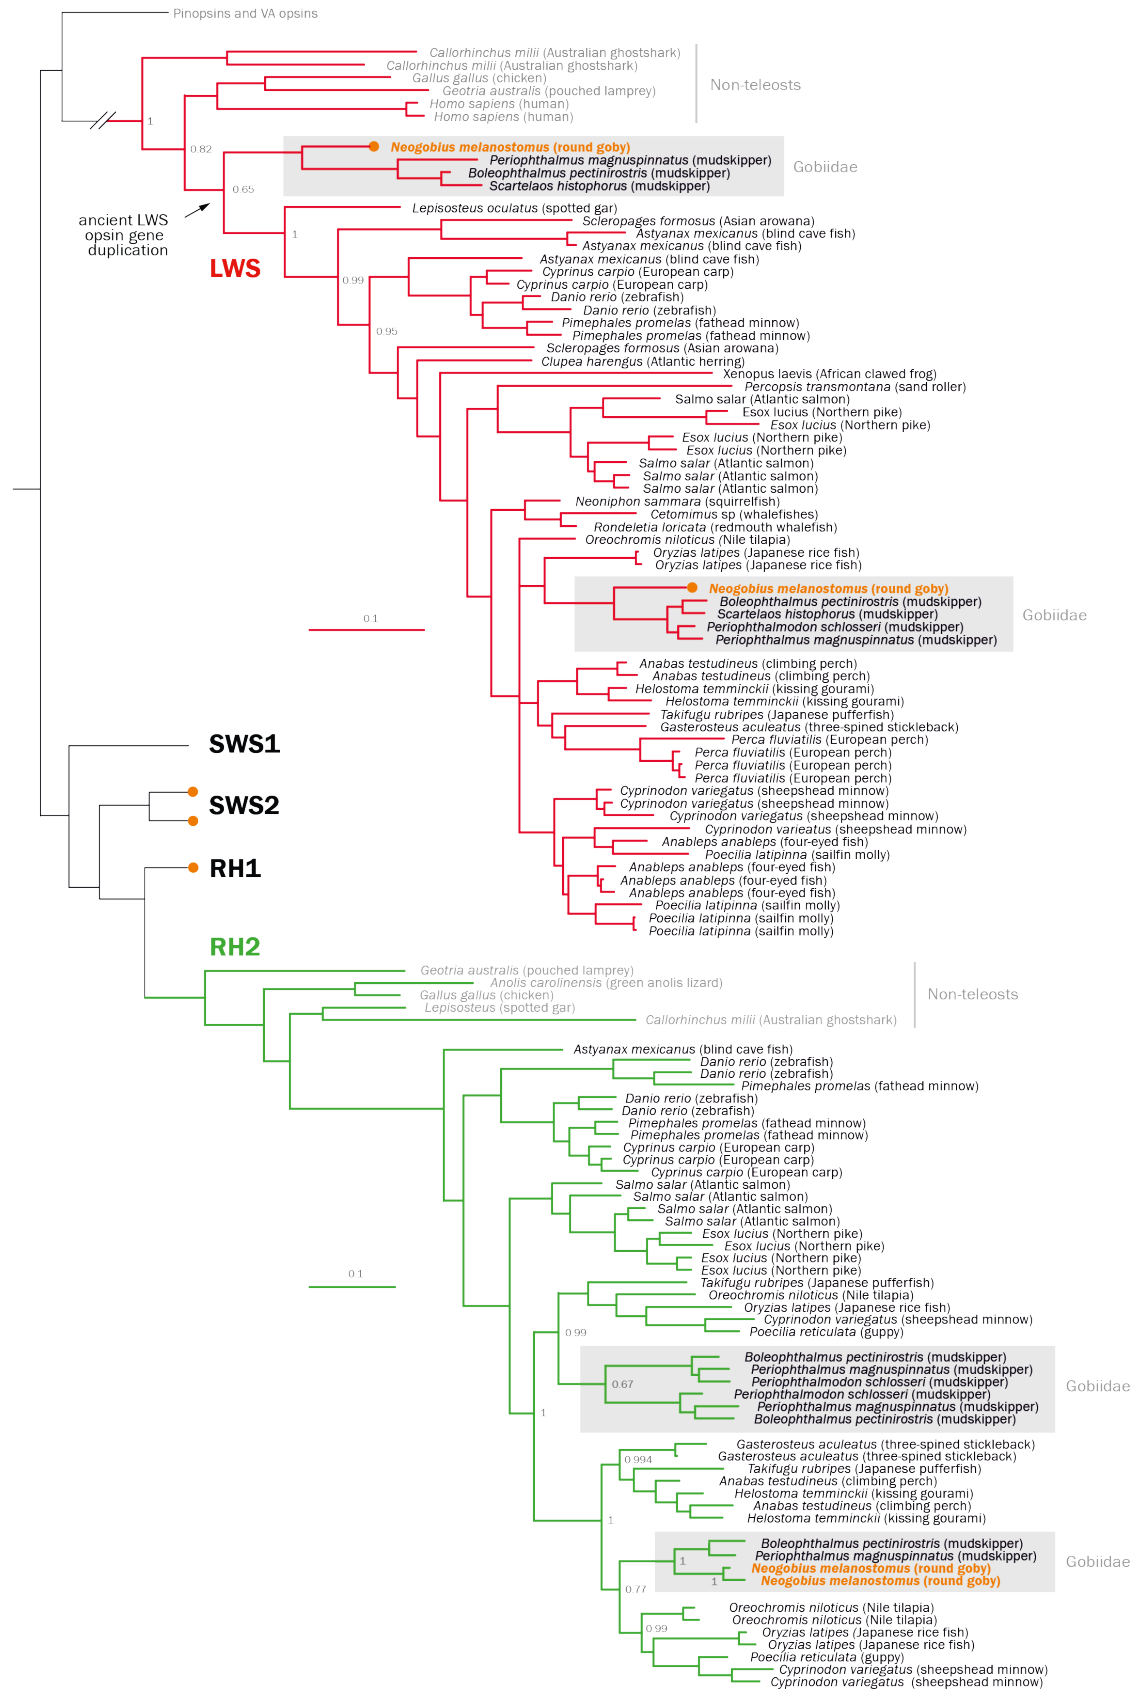 Pinopsins and VA opsins
Callorhinchus milii (Australian ghostshark)
Callorhinchus milii (Australian ghostshark)
Gallus gallus (chicken)
Non-teleosts
Geotria australis (pouched lamprey)
Homo sapiens (human)
Homo sapiens (human)
1
0.82
Neogobius melanostomus (round goby)
Periophthalmus magnuspinnatus (mudskipper)
Gobiidae
Boleophthalmus pectinirostris (mudskipper)
Scartelaos histophorus (mudskipper)
0.65
Lepisosteus oculatus (spotted gar)
ancient LWS
opsin gene
duplication
Scleropages formosus (Asian arowana)
1
Astyanax mexicanus (blind cave fish)
Astyanax mexicanus (blind cave fish)
LWS
Astyanax mexicanus (blind cave fish)
Cyprinus carpio (European carp)
0.99
Cyprinus carpio (European carp)
Danio rerio (zebrafish)
Danio rerio (zebrafish)
Pimephales promelas (fathead minnow)
0.95
Pimephales promelas (fathead minnow)
Scleropages formosus (Asian arowana)
Clupea harengus (Atlantic herring)
Xenopus laevis (African clawed frog)
Percopsis transmontana (sand roller)
Salmo salar (Atlantic salmon)
Esox lucius (Northern pike)
Esox lucius (Northern pike)
Esox lucius (Northern pike)
Esox lucius (Northern pike)
Salmo salar (Atlantic salmon)
Salmo salar (Atlantic salmon)
Salmo salar (Atlantic salmon)
Neoniphon sammara (squirrelfish)
Cetomimus sp (whalefishes)
Rondeletia loricata (redmouth whalefish)
Oreochromis niloticus (Nile tilapia)
Oryzias latipes (Japanese rice fish)
Oryzias latipes (Japanese rice fish)
Neogobius melanostomus (round goby)
Boleophthalmus pectinirostris (mudskipper)
Scartelaos histophorus (mudskipper)
Gobiidae
0.1
Periophthalmodon schlosseri (mudskipper)
Periophthalmus magnuspinnatus (mudskipper)
Anabas testudineus (climbing perch)
Anabas testudineus (climbing perch)
Helostoma temminckii (kissing gourami)
Helostoma temminckii (kissing gourami)
Takifugu rubripes (Japanese pufferfish)
Gasterosteus aculeatus (three-spined stickleback)
Perca fluviatilis (European perch)
SWS1
Perca fluviatilis (European perch)
Perca fluviatilis (European perch)
Perca fluviatilis (European perch)
Cyprinodon variegatus (sheepshead minnow)
SWS2
Cyprinodon variegatus (sheepshead minnow)
Cyprinodon variegatus (sheepshead minnow)
Cyprinodon varieatus (sheepshead minnow)
Anableps anableps (four-eyed fish)
Poecilia latipinna (sailfin molly)
RH1
Anableps anableps (four-eyed fish)
Anableps anableps (four-eyed fish)
Anableps anableps (four-eyed fish)
Poecilia latipinna (sailfin molly)
Poecilia latipinna (sailfin molly)
Poecilia latipinna (sailfin molly)
RH2
Geotria australis (pouched lamprey)
Anolis carolinensis (green anolis lizard)
Gallus gallus (chicken)
Non-teleosts
Lepisosteus (spotted gar)
Callorhinchus milii (Australian ghostshark)
Astyanax mexicanus (blind cave fish)
Danio rerio (zebrafish)
Danio rerio (zebrafish)
Pimephales promelas (fathead minnow)
Danio rerio (zebrafish)
Danio rerio (zebrafish)
Pimephales promelas (fathead minnow)
Pimephales promelas (fathead minnow)
Cyprinus carpio (European carp)
Cyprinus carpio (European carp)
Cyprinus carpio (European carp)
Salmo salar (Atlantic salmon)
Salmo salar (Atlantic salmon)
Salmo salar (Atlantic salmon)
Salmo salar (Atlantic salmon)
Esox lucius (Northern pike)
Esox lucius (Northern pike)
Esox lucius (Northern pike)
Esox lucius (Northern pike)
0.1
Takifugu rubripes (Japanese pufferfish)
Oreochromis niloticus (Nile tilapia)
Oryzias latipes (Japanese rice fish)
Cyprinodon variegatus (sheepshead minnow)
Poecilia reticulata (guppy)
0.99
Boleophthalmus pectinirostris (mudskipper)
Periophthalmus magnuspinnatus (mudskipper)
Periophthalmodon schlosseri (mudskipper)
0.67
Gobiidae
Periophthalmodon schlosseri (mudskipper)
Periophthalmus magnuspinnatus (mudskipper)
1
Boleophthalmus pectinirostris (mudskipper)
Gasterosteus aculeatus (three-spined stickleback)
Gasterosteus aculeatus (three-spined stickleback)
0.994
Takifugu rubripes (Japanese pufferfish)
Anabas testudineus (climbing perch)
Helostoma temminckii (kissing gourami)
Anabas testudineus (climbing perch)
Helostoma temminckii (kissing gourami)
1
Boleophthalmus pectinirostris (mudskipper)
Periophthalmus magnuspinnatus (mudskipper)
1
Gobiidae
Neogobius melanostomus (round goby)
1
Neogobius melanostomus (round goby)
0.77
Oreochromis niloticus (Nile tilapia)
Oreochromis niloticus (Nile tilapia)
0.99
Oryzias latipes (Japanese rice fish)
Oryzias latipes (Japanese rice fish)
Poecilia reticulata (guppy)
Cyprinodon variegatus (sheepshead minnow)
Cyprinodon variegatus (sheepshead minnow)